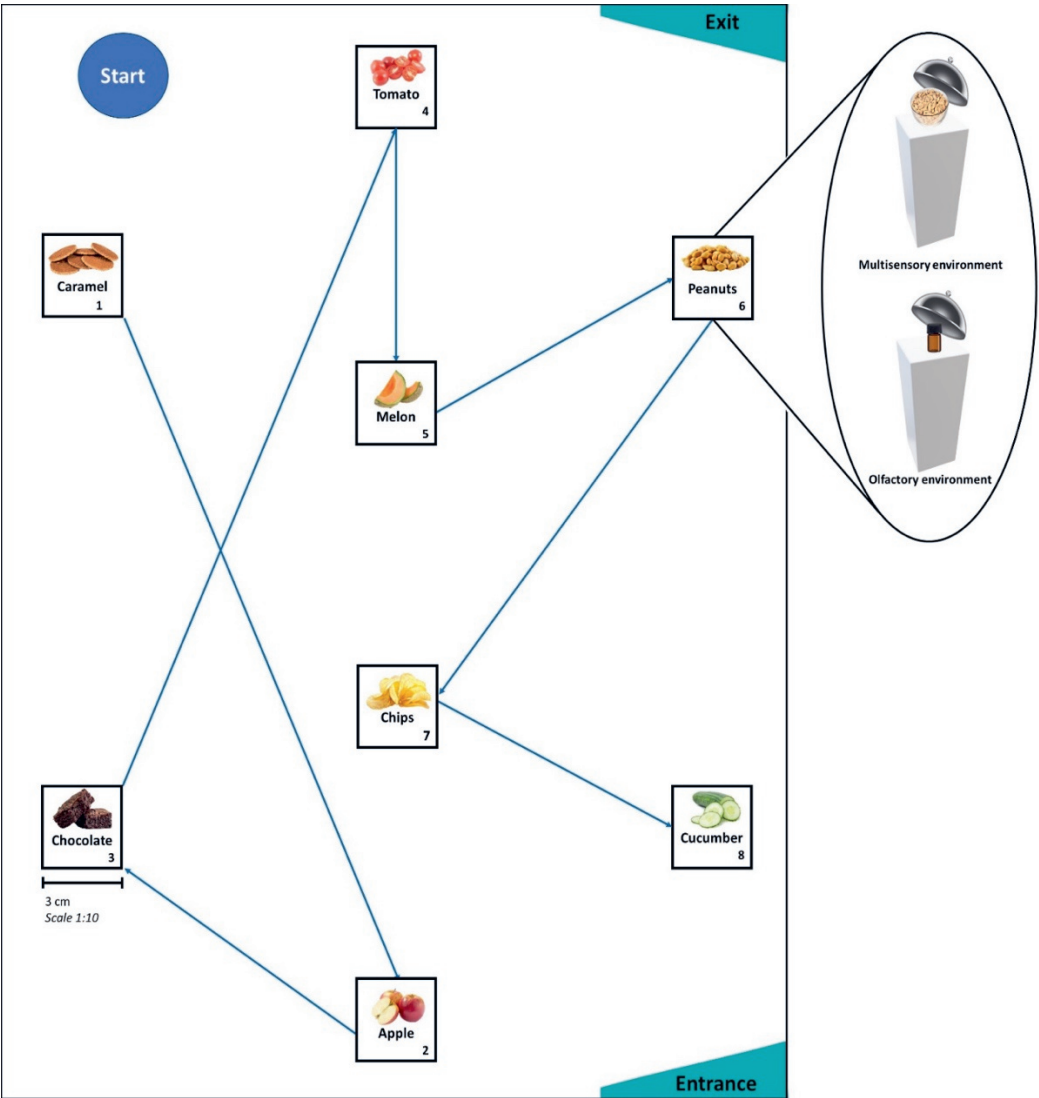 Exit
Start
Tomato
4
Caramel
1
Peanuts
6
Multisensory environment
Melon
5
Olfactory environment
Chips
7
Chocolate
3
Cucumber
8
3 cm
Scale 1:10
Apple
2
Entrance